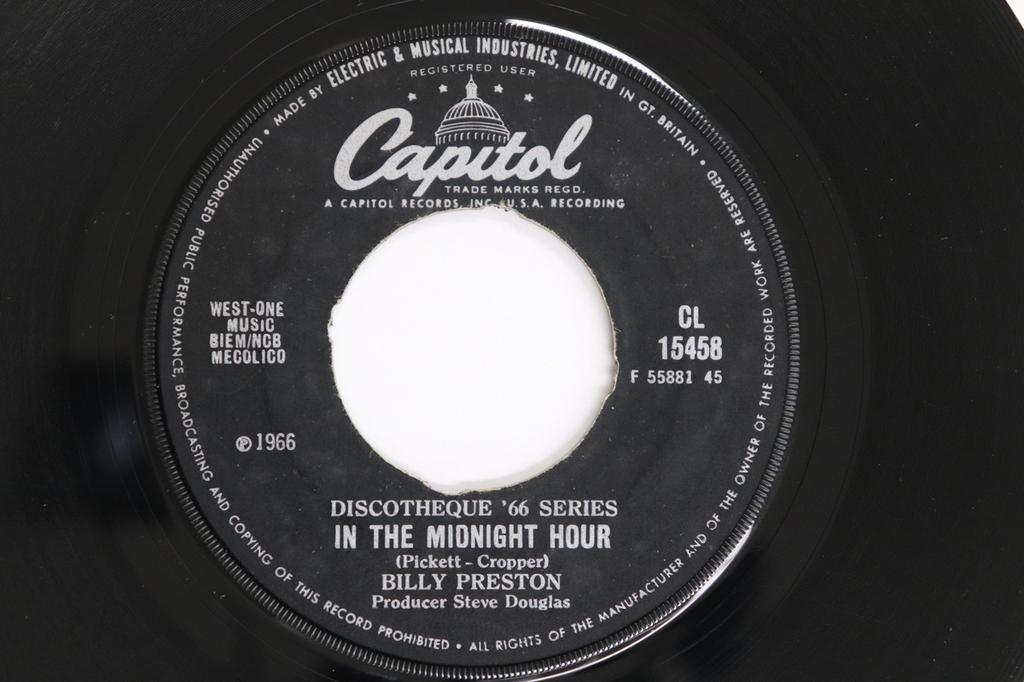 UNAUTHORISED PUBLIC PERFORMANCE, BROADCASTING AND COPYING OF THIS RECORD PROHIBITED • ALL RIGHTS OF THE MANUFACTURER AND OF THE OWNER OF THE RECORDED WORK ARE RESERVED •
MADE BY ELECTRIC & MUSICAL INDUSTRIES, LIMITED IN GT. BRITAIN •
REGISTERED USER
Capitol
TRADE MARKS REGD.
A CAPITOL RECORDS, INC., U.S.A. RECORDING
WEST-ONE
MUSIC
BIEM/NCB
MECOLICO
CL
15458
F 55881 45
℗ 1966
DISCOTHEQUE '66 SERIES
IN THE MIDNIGHT HOUR
(Pickett - Cropper)
BILLY PRESTON
Producer Steve Douglas